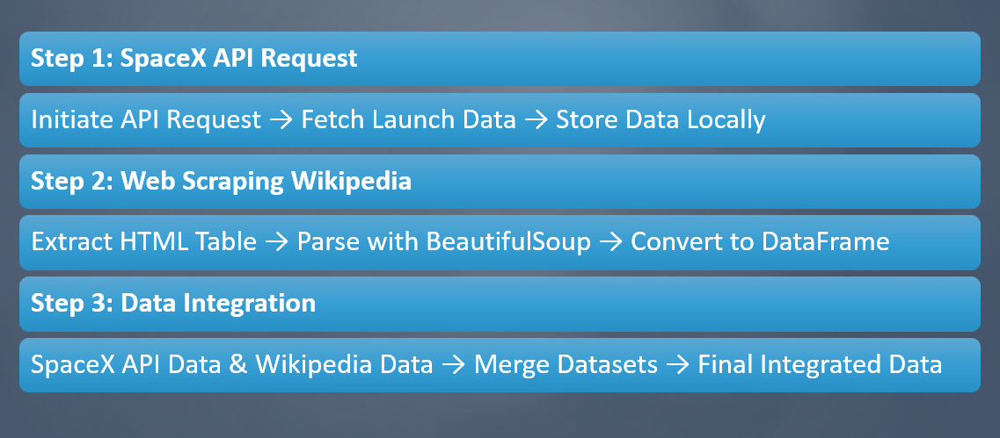 Step 1: SpaceX API Request
Initiate API Request → Fetch Launch Data → Store Data Locally
Step 2: Web Scraping Wikipedia
Extract HTML Table → Parse with BeautifulSoup → Convert to DataFrame
Step 3: Data Integration
SpaceX API Data & Wikipedia Data → Merge Datasets → Final Integrated Data